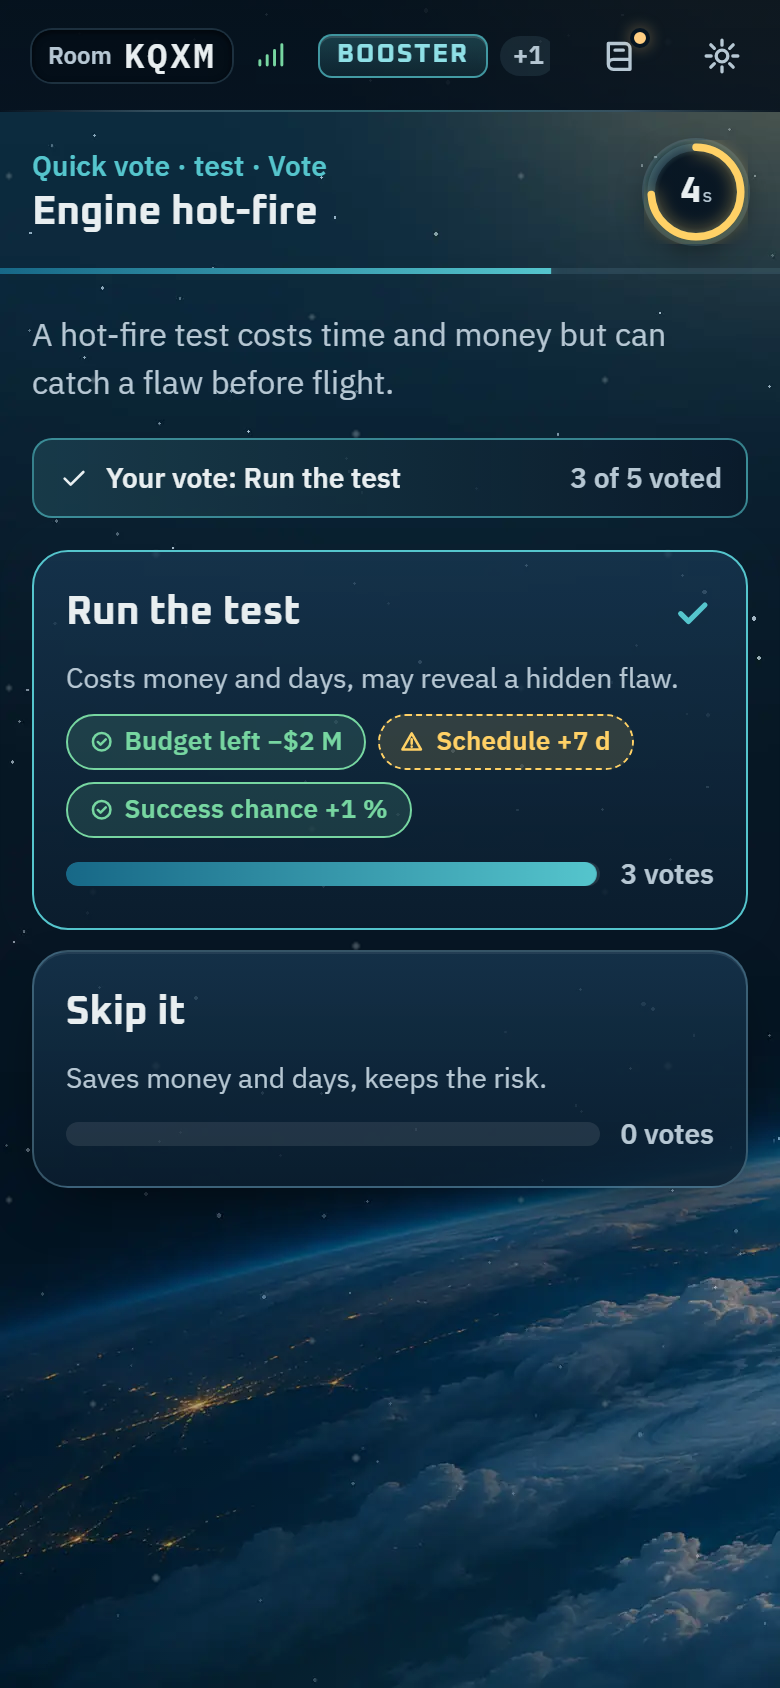 Room KQXM BOOSTER +1
Quick vote · test · Vote
Engine hot-fire
4s
A hot-fire test costs time and money but can
catch a flaw before flight.
Your vote: Run the test 3 of 5 voted
Run the test
Costs money and days, may reveal a hidden flaw.
Budget left −$2 M Schedule +7 d
Success chance +1 %
3 votes
Skip it
Saves money and days, keeps the risk.
0 votes